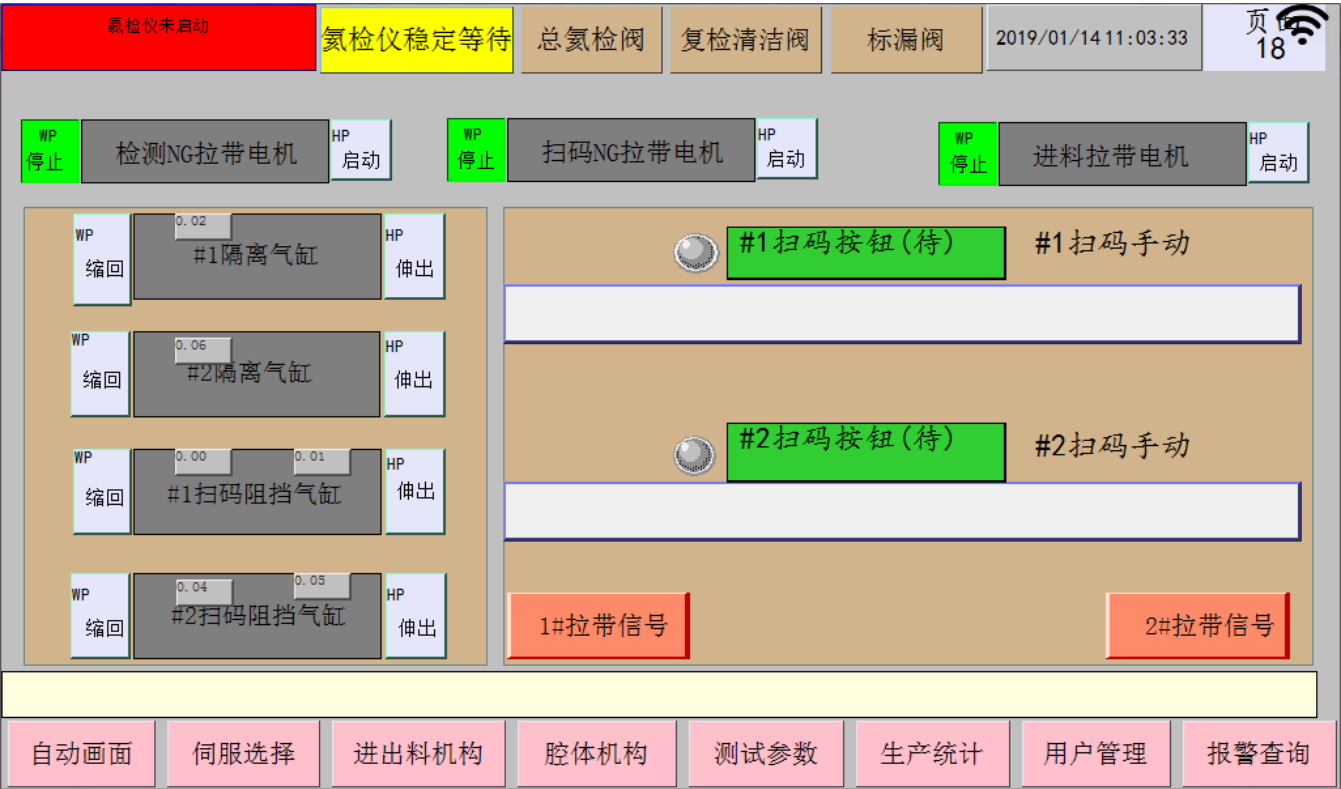 氦检仪未启动
氦检仪稳定等待
总氦检阀
复检清洁阀
标漏阀
2019/01/14 11:03:33
页面
18
WP
停止
检测NG拉带电机
HP
启动
WP
停止
扫码NG拉带电机
HP
启动
WP
停止
进料拉带电机
HP
启动
WP
缩回
0.02
#1隔离气缸
HP
伸出
WP
缩回
0.06
#2隔离气缸
HP
伸出
WP
缩回
0.00
0.01
#1扫码阻挡气缸
HP
伸出
WP
缩回
0.04
0.05
#2扫码阻挡气缸
HP
伸出
#1扫码按钮(待)
#1扫码手动
#2扫码按钮(待)
#2扫码手动
1#拉带信号
2#拉带信号
自动画面
伺服选择
进出料机构
腔体机构
测试参数
生产统计
用户管理
报警查询